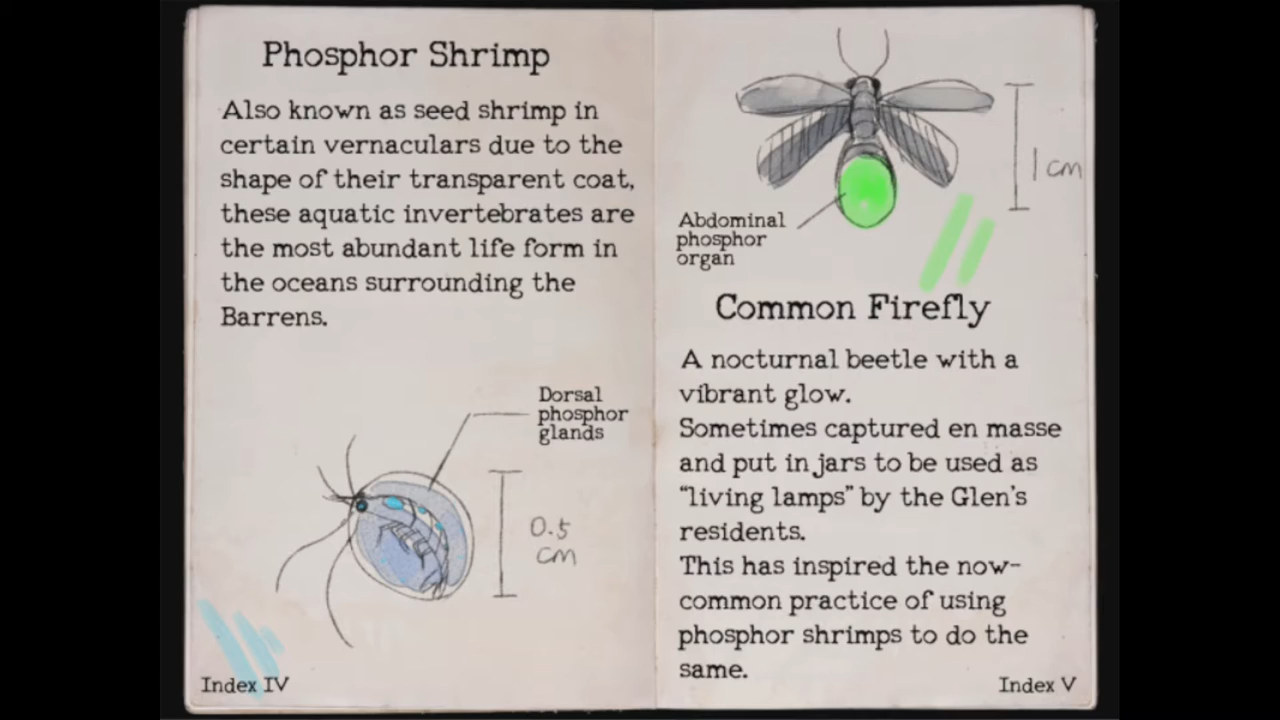 Phosphor Shrimp
Also known as seed shrimp in
certain vernaculars due to the
shape of their transparent coat,
these aquatic invertebrates are
the most abundant life form in
the oceans surrounding the
Barrens.
Dorsal
phosphor
glands
0.5
cm
Index IV
1 cm
Abdominal
phosphor
organ
Common Firefly
A nocturnal beetle with a
vibrant glow.
Sometimes captured en masse
and put in jars to be used as
“living lamps” by the Glen's
residents.
This has inspired the now-
common practice of using
phosphor shrimps to do the
same.
Index V